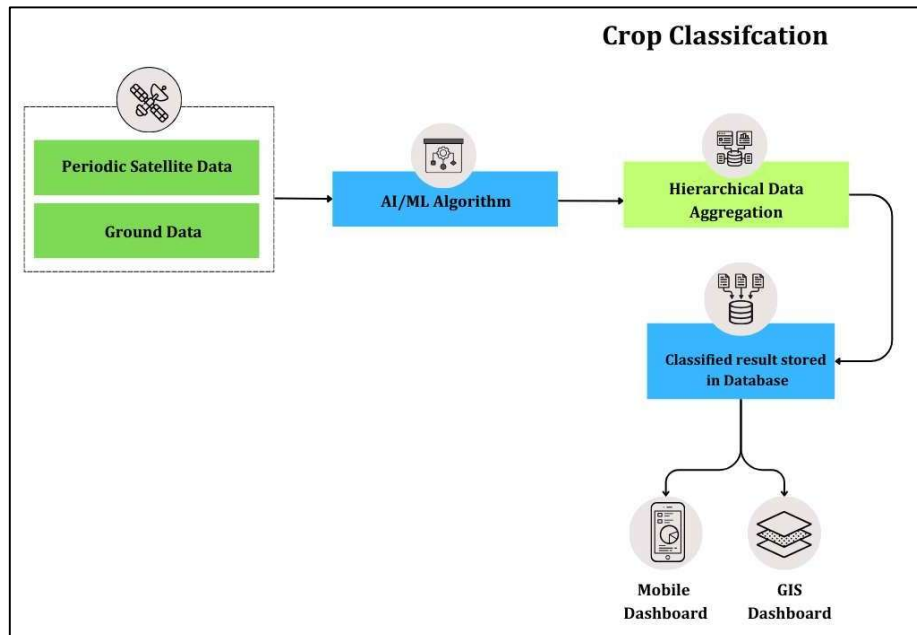 Crop Classifcation
Periodic Satellite Data
Ground Data
AI/ML Algorithm
Hierarchical Data
Aggregation
Classified result stored
in Database
Mobile
Dashboard
GIS
Dashboard